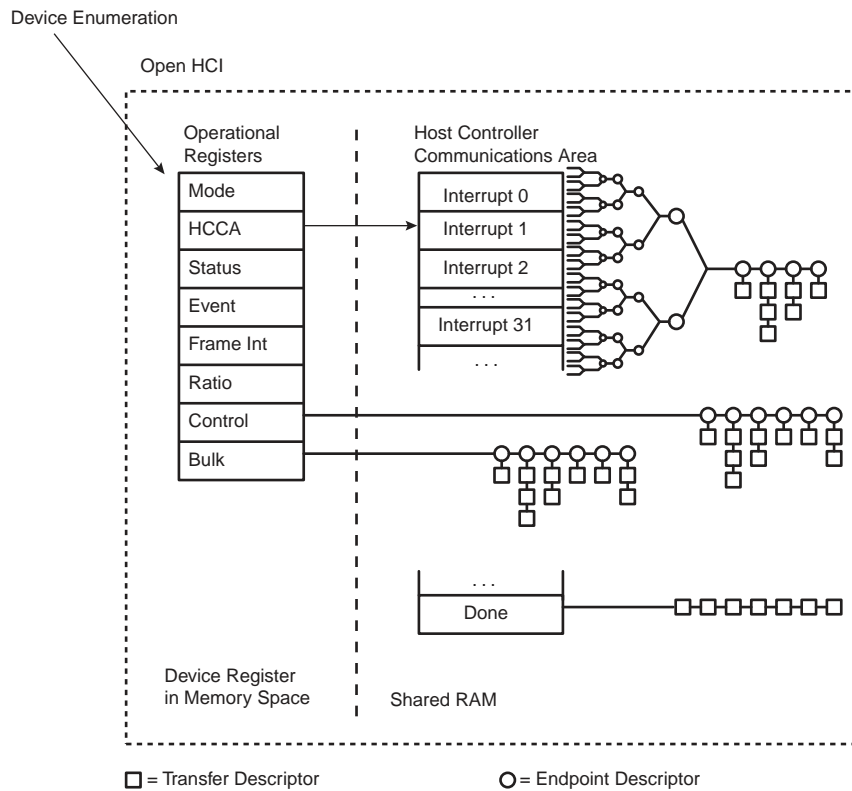 Device Enumeration
Open HCI
Operational
Registers
Mode
HCCA
Status
Event
Frame Int
Ratio
Control
Bulk
Host Controller
Communications Area
Interrupt 0
Interrupt 1
Interrupt 2
. . .
Interrupt 31
. . .
. . .
Done
Device Register
in Memory Space
Shared RAM
= Transfer Descriptor
= Endpoint Descriptor